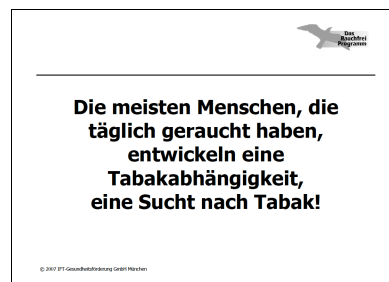 Das
Rauchfrei
Programm
Die meisten Menschen, die
täglich geraucht haben,
entwickeln eine
Tabakabhängigkeit,
eine Sucht nach Tabak!
© 2007 IFT-Gesundheitsförderung GmbH München